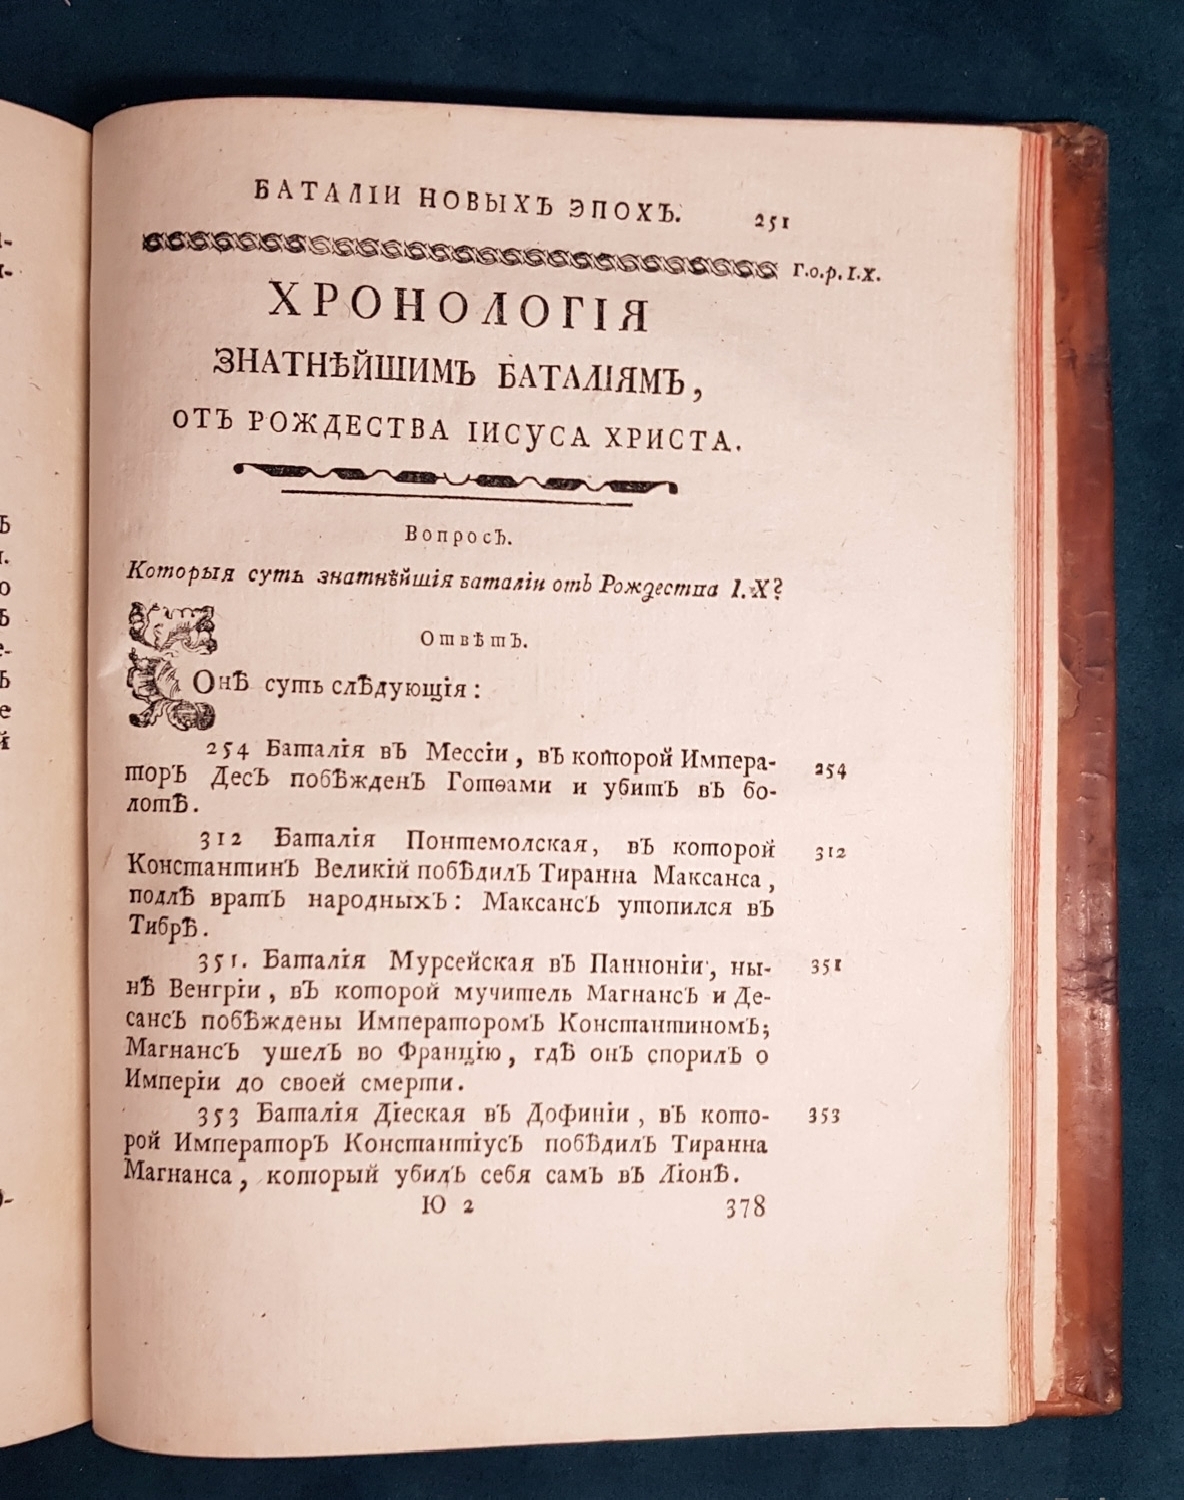 БАТАЛІИ НОВЫХЪ ЭПОХЪ. 251
Г.о.р.І.Х.
ХРОНОЛОГІЯ
ЗНАТНѢЙШИМЪ БАТАЛІЯМЪ,
ОТЪ РОЖДЕСТВА ІИСУСА ХРИСТА.
Вопросъ.
Которыя суть знатнѣйшія баталіи отъ Рождества І.Х?
Отвѣтъ.
Онѣ суть слѣдующія:
254 Баталія въ Мессіи, въ которой Импера- 254
торъ Десъ побѣжденъ Готѳами и убитъ въ бо-
лотѣ.
312 Баталія Понтемолская, въ которой 312
Константинъ Великій побѣдилъ Тиранна Максанса,
подлѣ вратъ народныхъ: Максансъ утопился въ
Тибрѣ.
351. Баталія Мурсейская въ Паннопіи, ны- 351
нѣ Венгріи, въ которой мучитель Магнансъ и Де-
сансъ побѣждены Императоромъ Константиномъ;
Магнансъ ушелъ во Францію, гдѣ онъ спорилъ о
Имперіи до своей смерти.
353 Баталія Діеская въ Дофиніи, въ кото- 353
рой Императоръ Константіусъ побѣдилъ Тиранна
Магнанса, который убилъ себя самъ въ Ліонѣ.
Ю 2 378